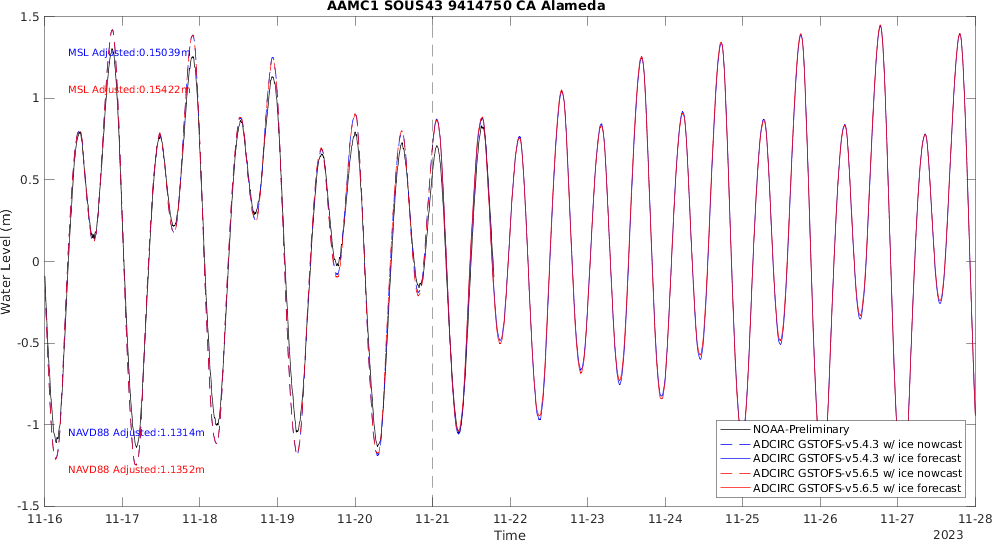 AAMC1 SOUS43 9414750 CA Alameda
1.5
1
0.5
0
-0.5
-1
-1.5
Water Level (m)
MSL Adjusted:0.15039m
MSL Adjusted:0.15422m
NAVD88 Adjusted:1.1314m
NAVD88 Adjusted:1.1352m
NOAA-Preliminary
ADCIRC GSTOFS-v5.4.3 w/ ice nowcast
ADCIRC GSTOFS-v5.4.3 w/ ice forecast
ADCIRC GSTOFS-v5.6.5 w/ ice nowcast
ADCIRC GSTOFS-v5.6.5 w/ ice forecast
11-16 11-17 11-18 11-19 11-20 11-21 11-22 11-23 11-24 11-25 11-26 11-27 11-28
Time
2023